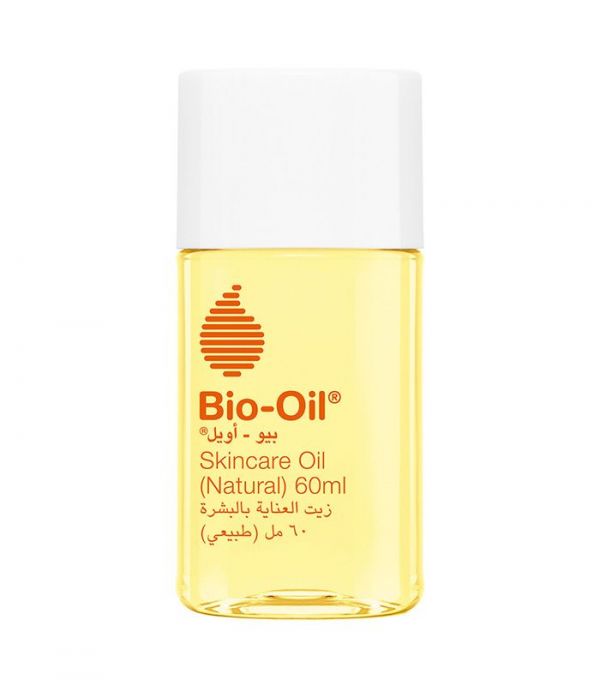 Bio-Oil®
بيو - أويل®
Skincare Oil
(Natural) 60ml
زيت العناية بالبشرة
٦٠ مل (طبيعي)